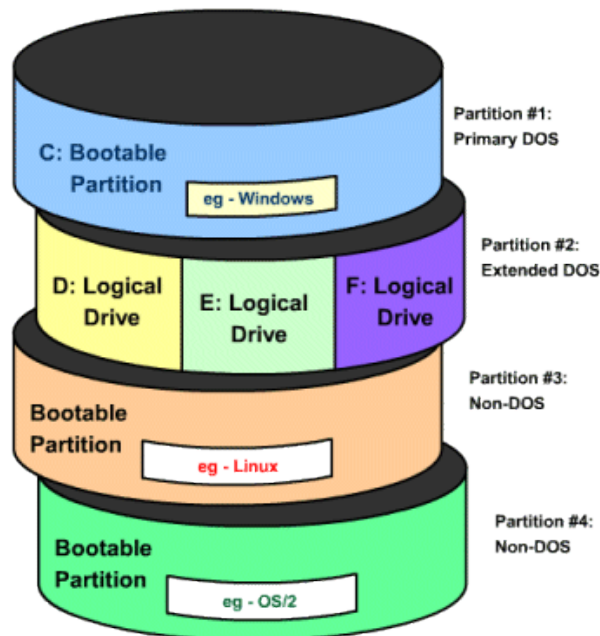 Partition #1:
Primary DOS
C: Bootable
Partition
eg - Windows
Partition #2:
Extended DOS
D: Logical
Drive
E: Logical
Drive
F: Logical
Drive
Partition #3:
Non-DOS
Bootable
Partition
eg - Linux
Partition #4:
Non-DOS
Bootable
Partition
eg - OS/2